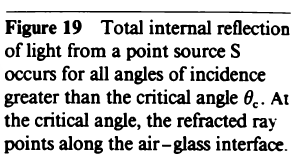 Figure 19 Total internal reflection
of light from a point source S
occurs for all angles of incidence
greater than the critical angle θc. At
the critical angle, the refracted ray
points along the air–glass interface.